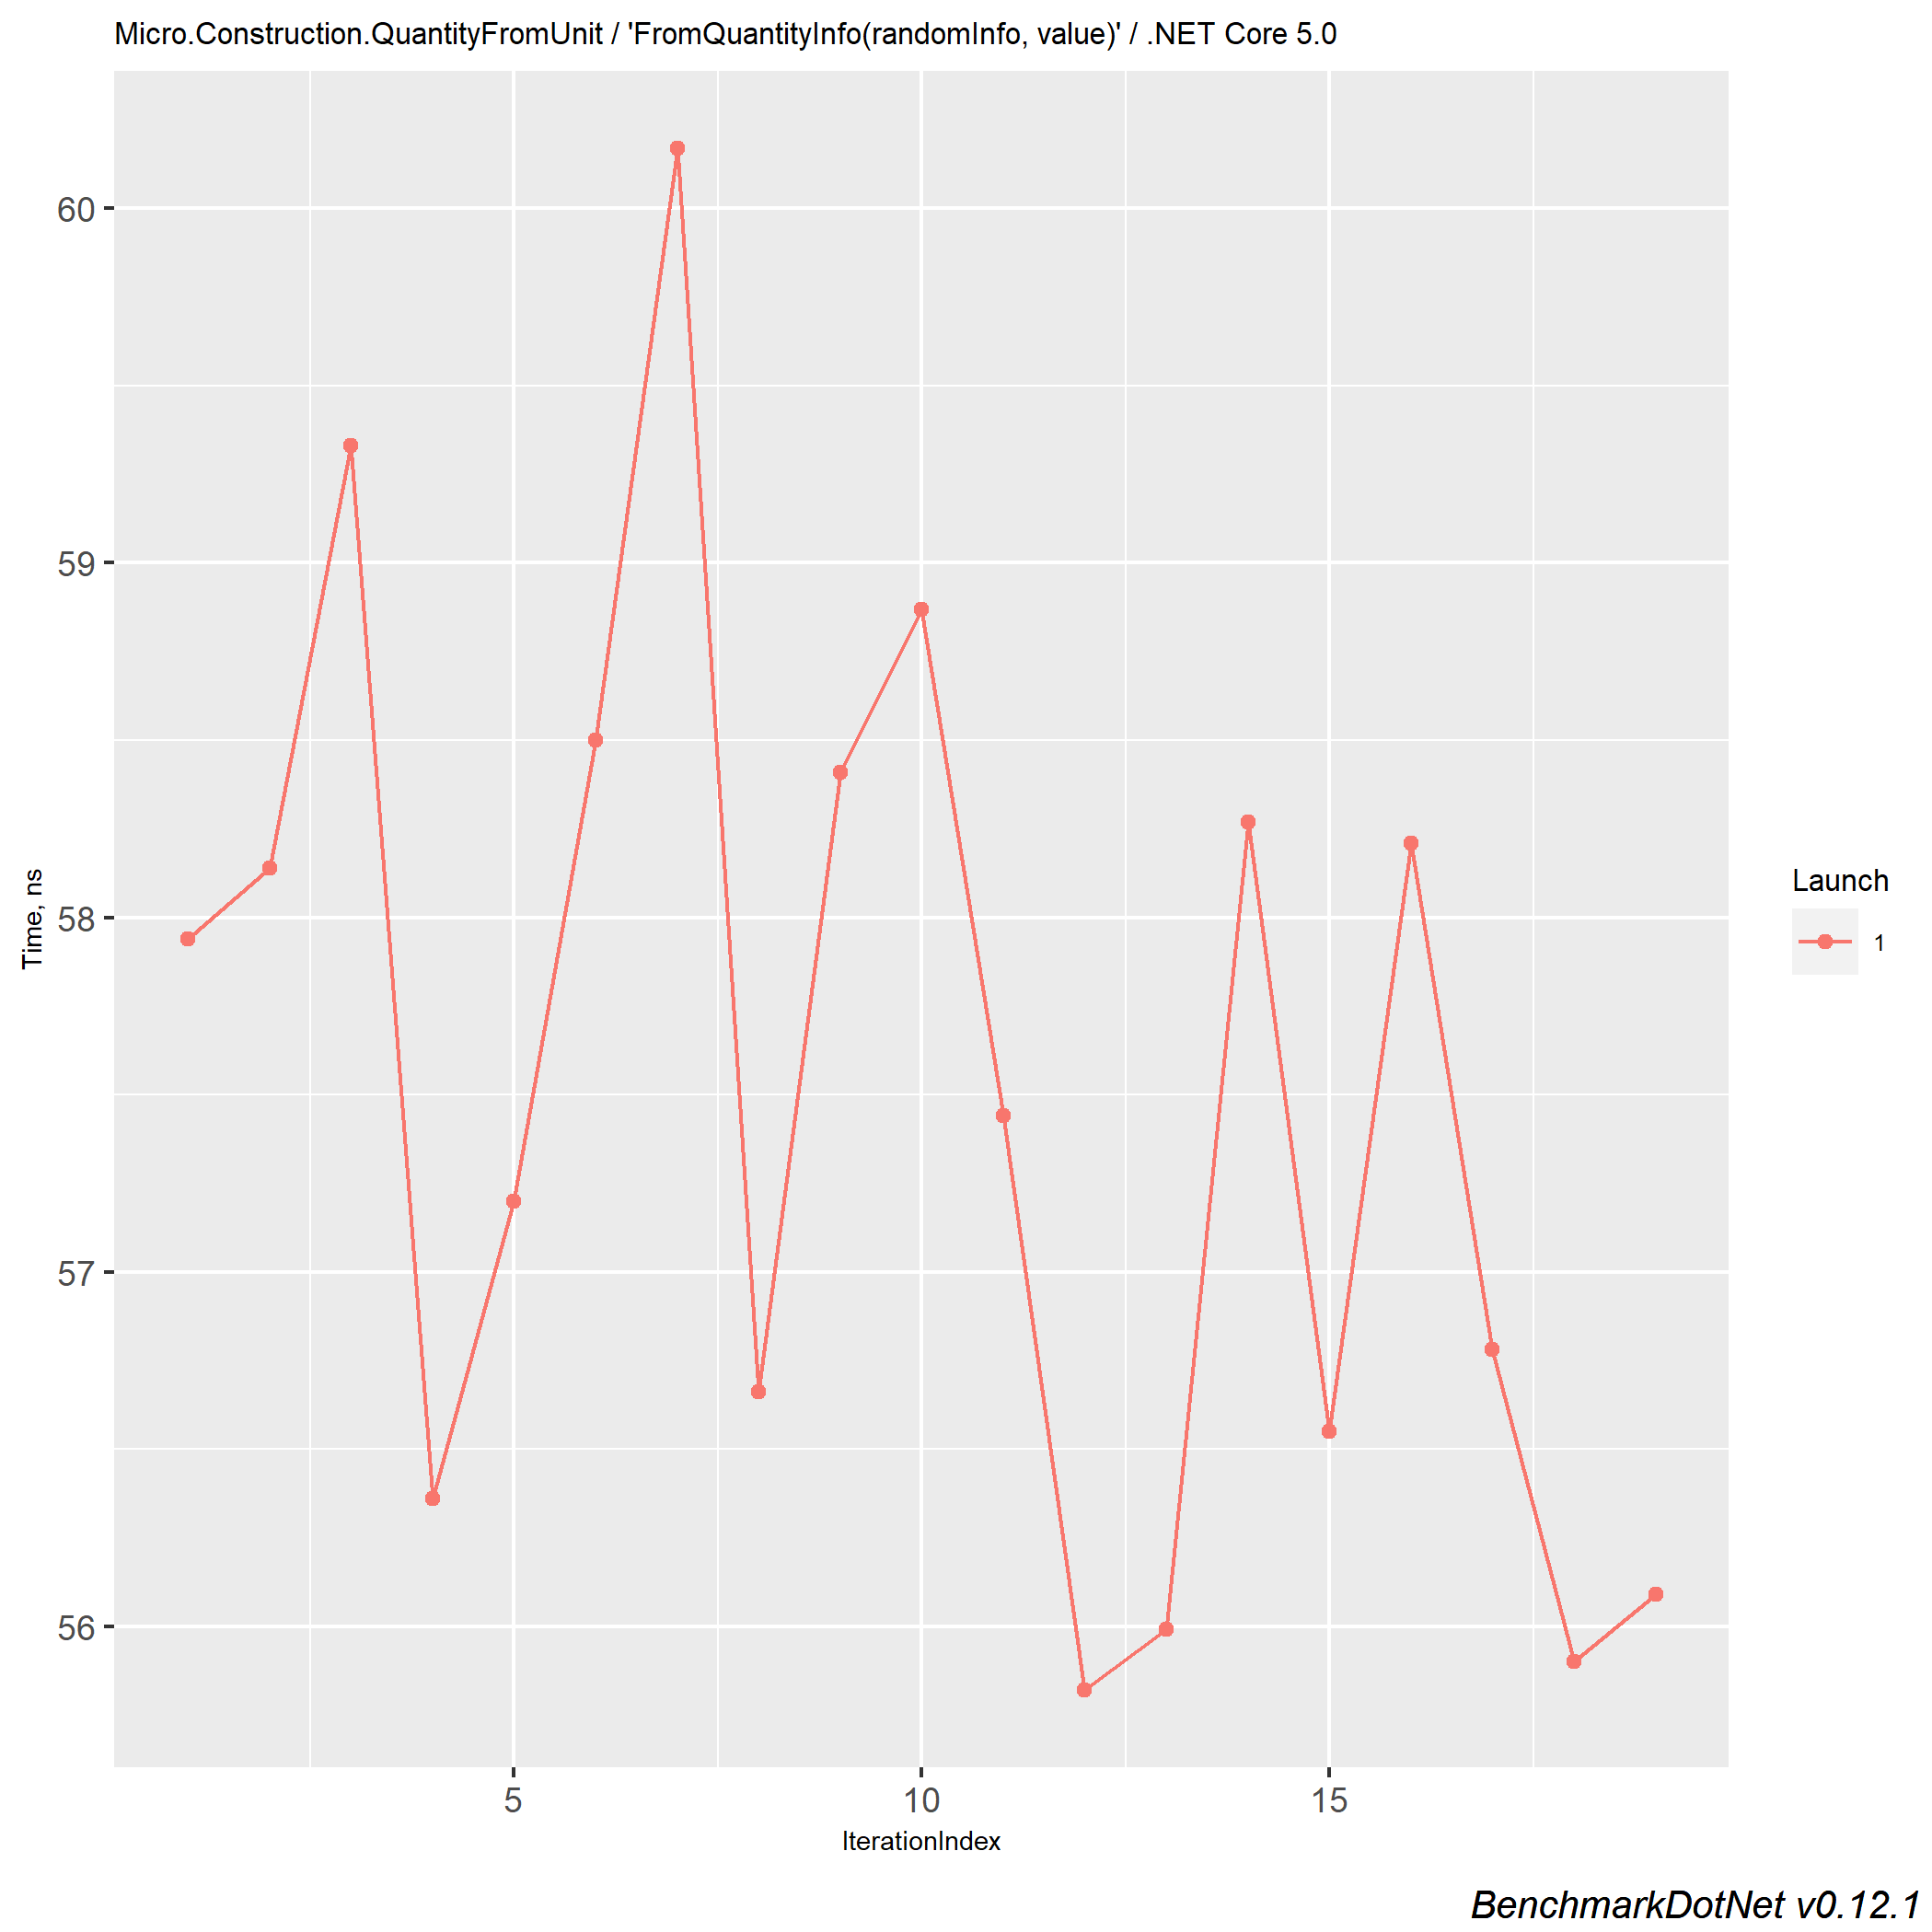 Micro.Construction.QuantityFromUnit / 'FromQuantityInfo(randomInfo, value)' / .NET Core 5.0
60
59
58
57
56
Time, ns
5 10 15
IterationIndex
Launch
1
BenchmarkDotNet v0.12.1